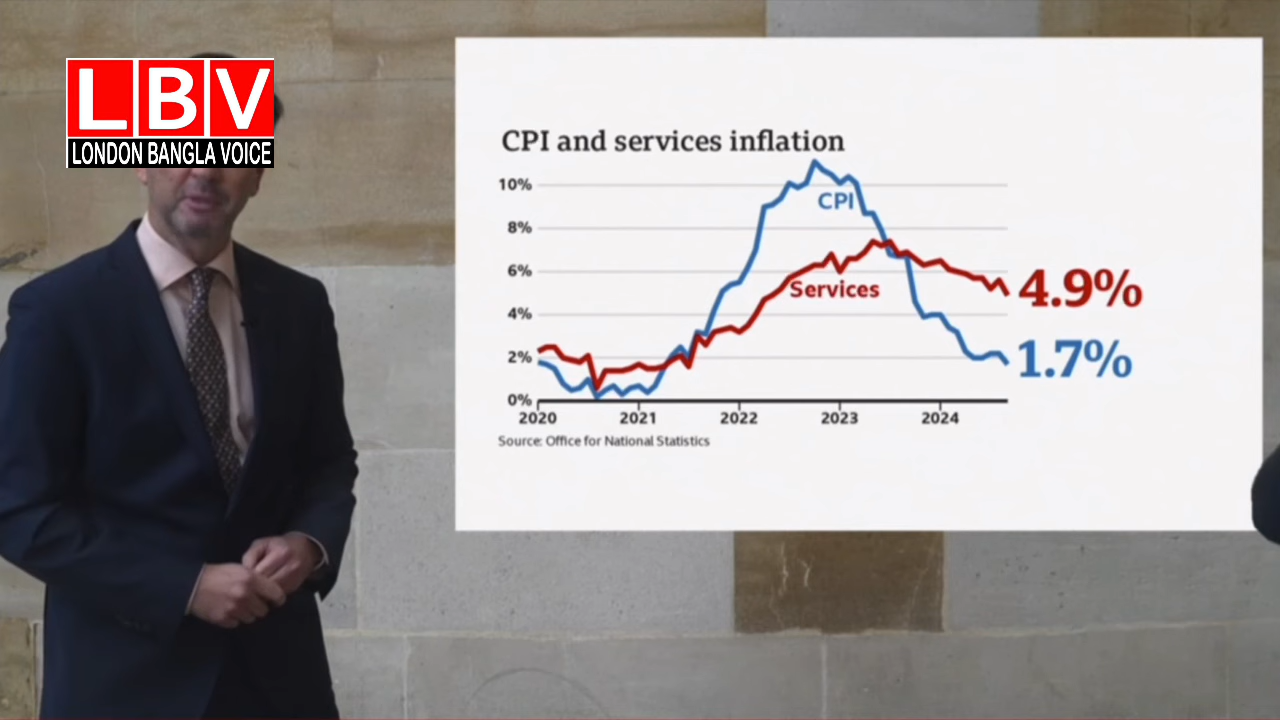 LBV
LONDON BANGLA VOICE
CPI and services inflation
10%
8%
6%
4%
2%
0%
CPI
Services
4.9%
1.7%
2020 2021 2022 2023 2024
Source: Office for National Statistics